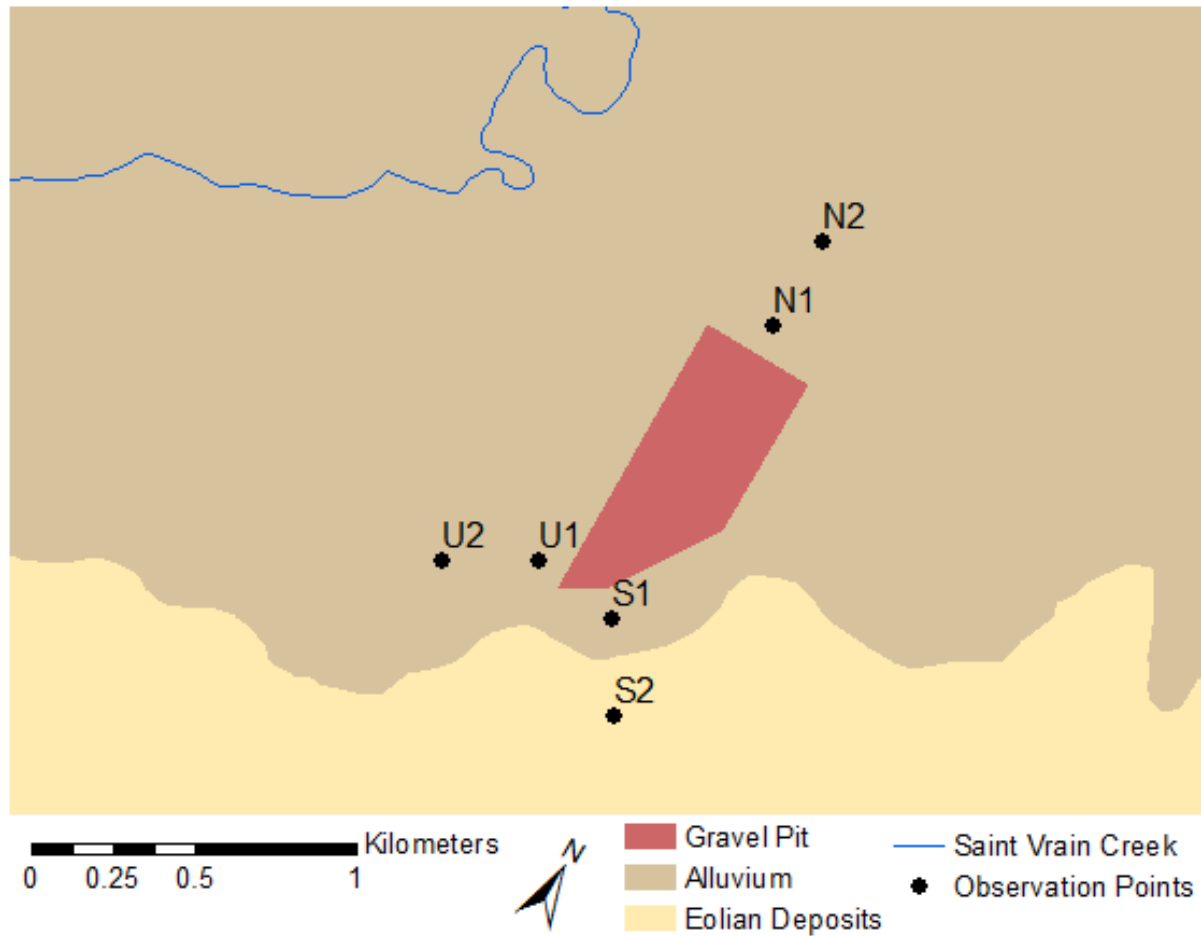 N2
N1
U2
U1
S1
S2
Kilometers
0 0.25 0.5 1
N
Gravel Pit
Alluvium
Eolian Deposits
Saint Vrain Creek
Observation Points